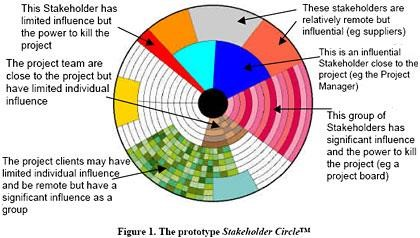 This Stakeholder has
limited influence but
the power to kill the
project
These stakeholders are
relatively remote but
influential (eg suppliers)
The project team are
close to the project but
have limited individual
influence
This is an influential
Stakeholder close to the
project (eg the Project
Manager)
This group of
Stakeholders has
significant influence
and the power to kill
the project (eg a
project board)
The project clients may have
limited individual influence
and be remote but have a
significant influence as a
group
Figure 1. The prototype Stakeholder Circle™